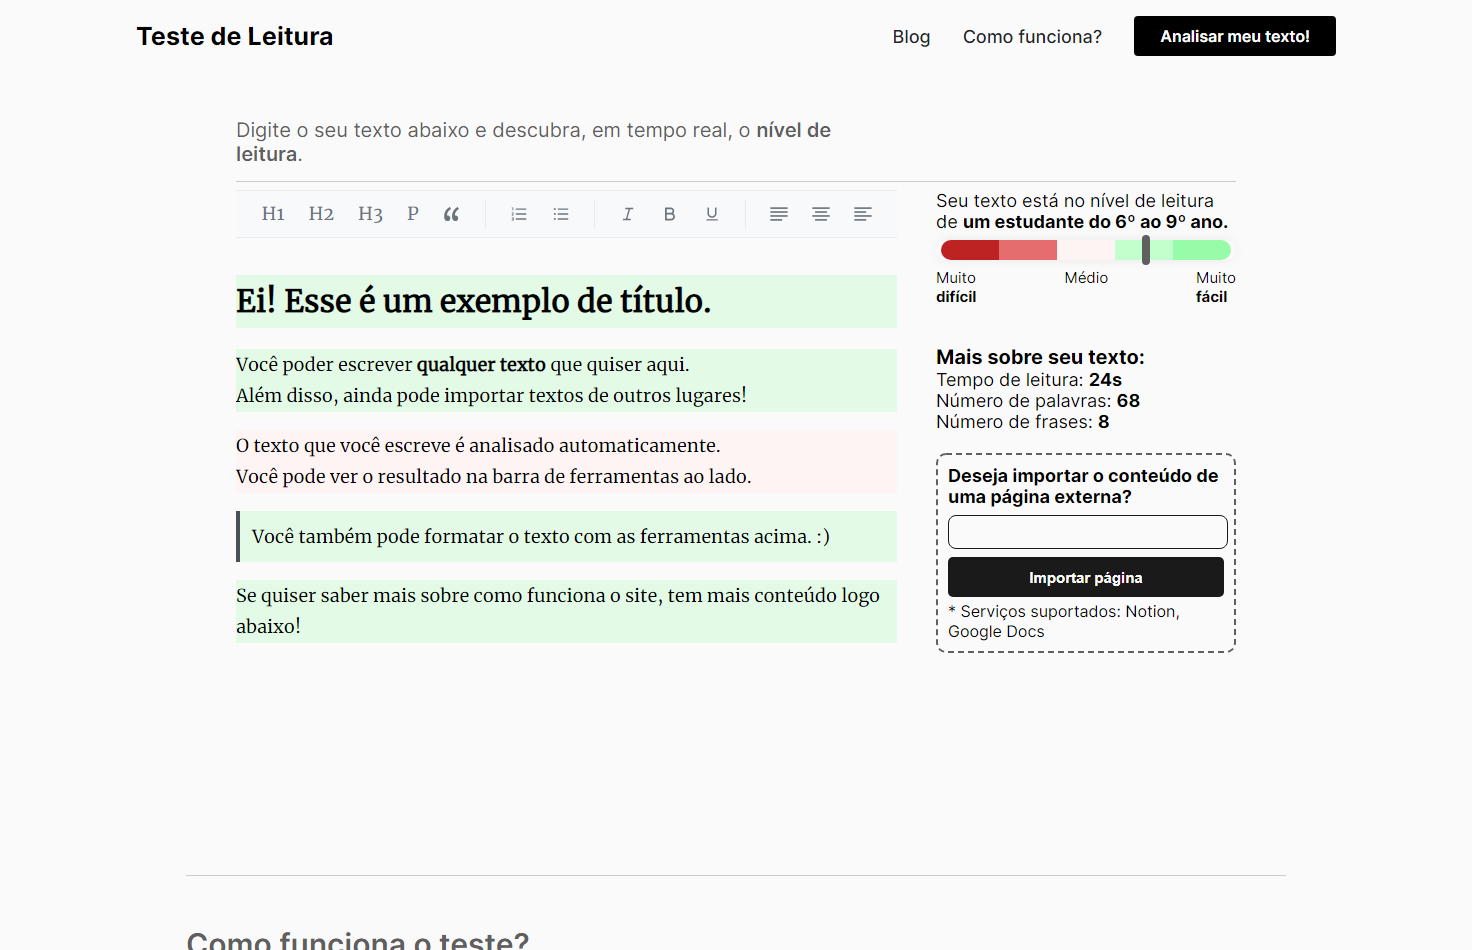 Teste de Leitura
Blog
Como funciona?
Analisar meu texto!
Digite o seu texto abaixo e descubra, em tempo real, o nível de
leitura.
H1 H2 H3 P
I B U
Ei! Esse é um exemplo de título.
Você poder escrever qualquer texto que quiser aqui.
Além disso, ainda pode importar textos de outros lugares!
O texto que você escreve é analisado automaticamente.
Você pode ver o resultado na barra de ferramentas ao lado.
Você também pode formatar o texto com as ferramentas acima. :)
Se quiser saber mais sobre como funciona o site, tem mais conteúdo logo
abaixo!
Seu texto está no nível de leitura
de um estudante do 6º ao 9º ano.
Muito
difícil
Médio
Muito
fácil
Mais sobre seu texto:
Tempo de leitura: 24s
Número de palavras: 68
Número de frases: 8
Deseja importar o conteúdo de
uma página externa?
Importar página
* Serviços suportados: Notion,
Google Docs
Como funciona o teste?